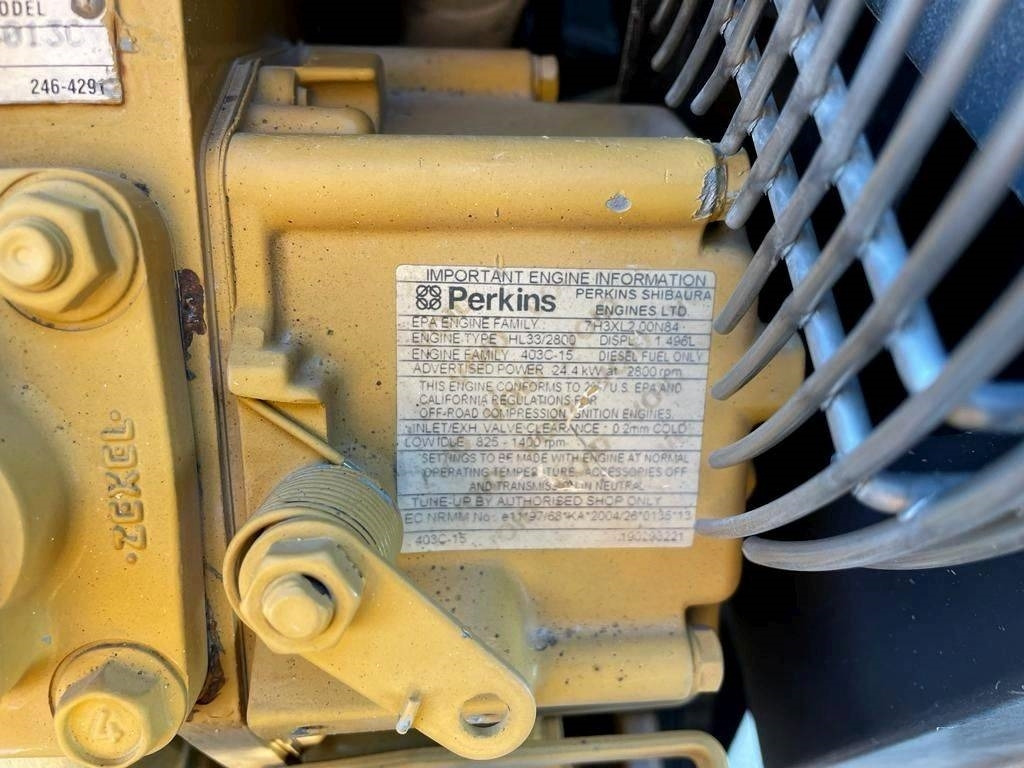 MODEL
246-4291
ZEXEL
4
IMPORTANT ENGINE INFORMATION
Perkins PERKINS SHIBAURA
ENGINES LTD.
EPA ENGINE FAMILY 7H3XL2.00N84
ENGINE TYPE HL33/2800 DISPL 1.496L
ENGINE FAMILY 403C-15 DIESEL FUEL ONLY
ADVERTISED POWER 24.4 kW at 2800 rpm
THIS ENGINE CONFORMS TO U.S. EPA AND
CALIFORNIA REGULATIONS FOR
OFF-ROAD COMPRESSION IGNITION ENGINES.
INLET/EXH. VALVE CLEARANCE : 0.2mm COLD
LOW IDLE 825 - 1400 rpm
SETTINGS TO BE MADE WITH ENGINE AT NORMAL
OPERATING TEMPERATURE, ACCESSORIES OFF
AND TRANSMISSION IN NEUTRAL
TUNE-UP BY AUTHORISED SHOP ONLY
EC NRMM No.
403C-15